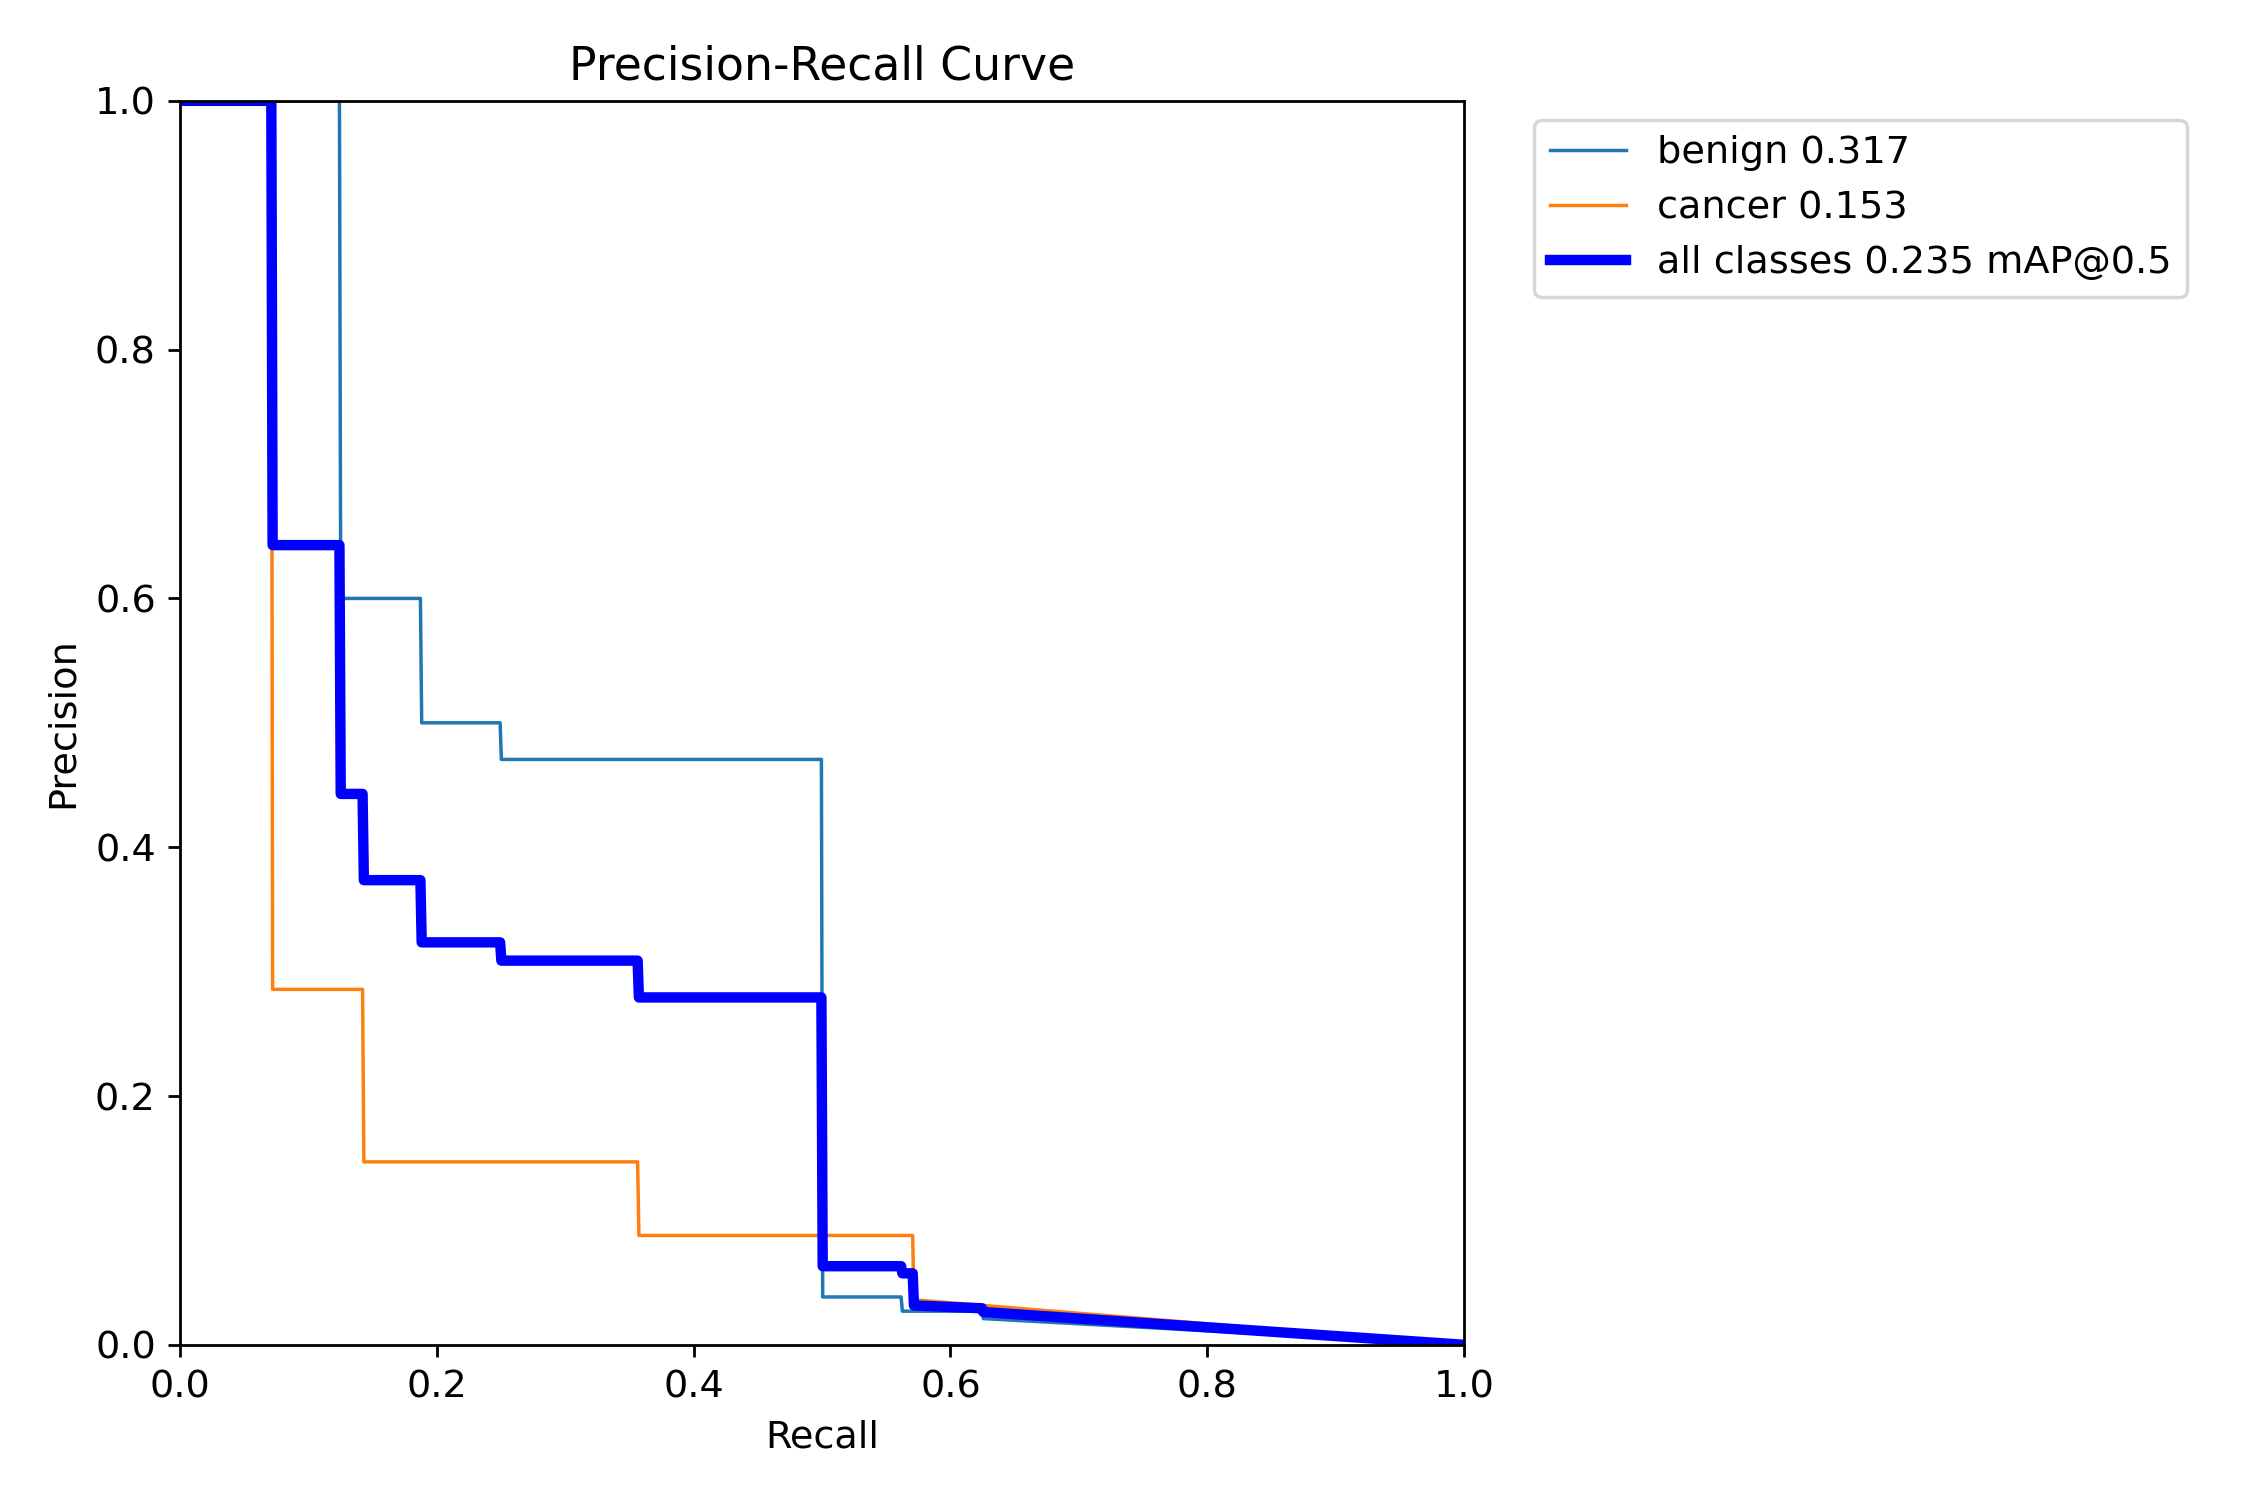 Precision-Recall Curve
benign 0.317
cancer 0.153
all classes 0.235 mAP@0.5
Precision
1.0
0.8
0.6
0.4
0.2
0.0
0.0 0.2 0.4 0.6 0.8 1.0
Recall